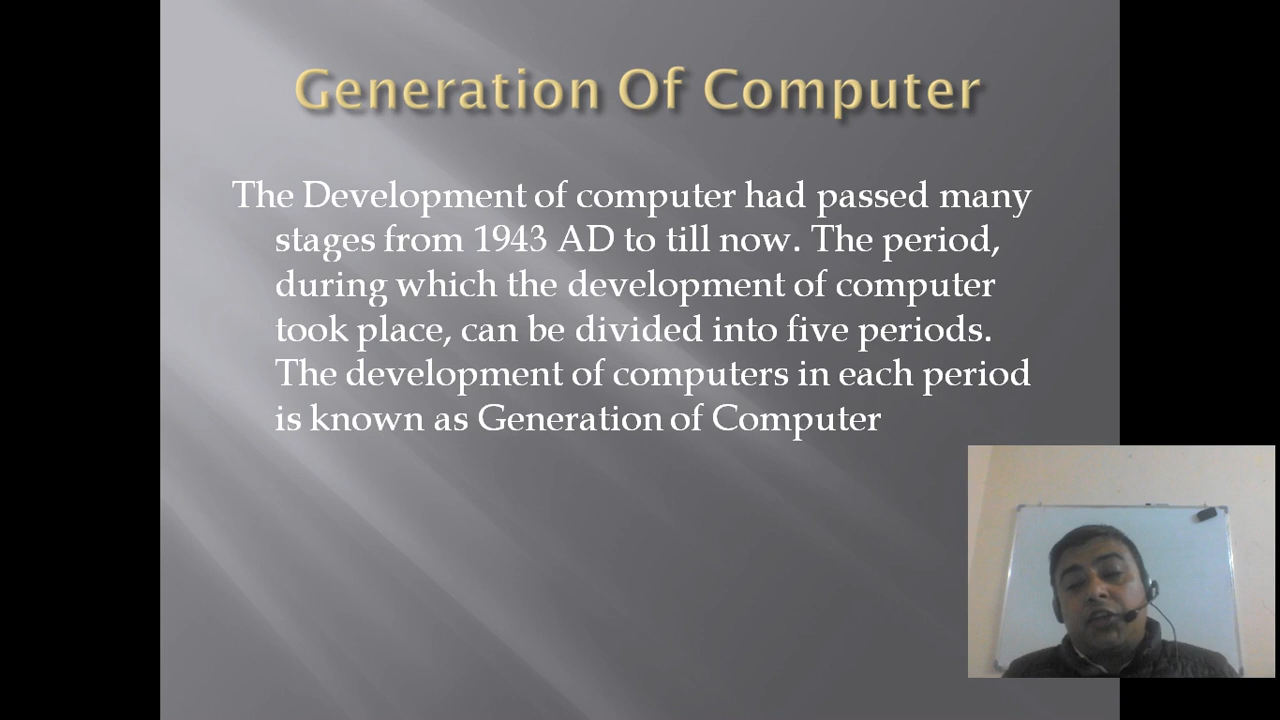 Generation Of Computer
The Development of computer had passed many
stages from 1943 AD to till now. The period,
during which the development of computer
took place, can be divided into five periods.
The development of computers in each period
is known as Generation of Computer